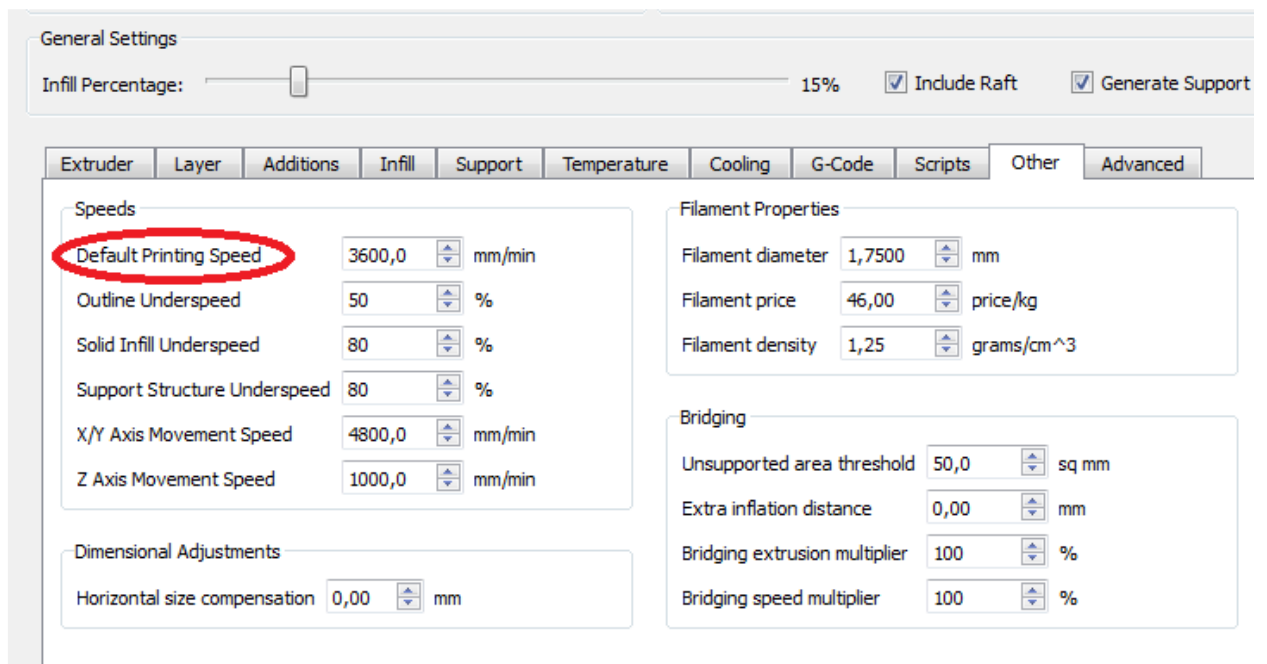 General Settings
Infill Percentage: 15% Include Raft Generate Support
Extruder Layer Additions Infill Support Temperature Cooling G-Code Scripts Other Advanced
Speeds
Default Printing Speed 3600,0 mm/min
Outline Underspeed 50 %
Solid Infill Underspeed 80 %
Support Structure Underspeed 80 %
X/Y Axis Movement Speed 4800,0 mm/min
Z Axis Movement Speed 1000,0 mm/min
Dimensional Adjustments
Horizontal size compensation 0,00 mm
Filament Properties
Filament diameter 1,7500 mm
Filament price 46,00 price/kg
Filament density 1,25 grams/cm^3
Bridging
Unsupported area threshold 50,0 sq mm
Extra inflation distance 0,00 mm
Bridging extrusion multiplier 100 %
Bridging speed multiplier 100 %